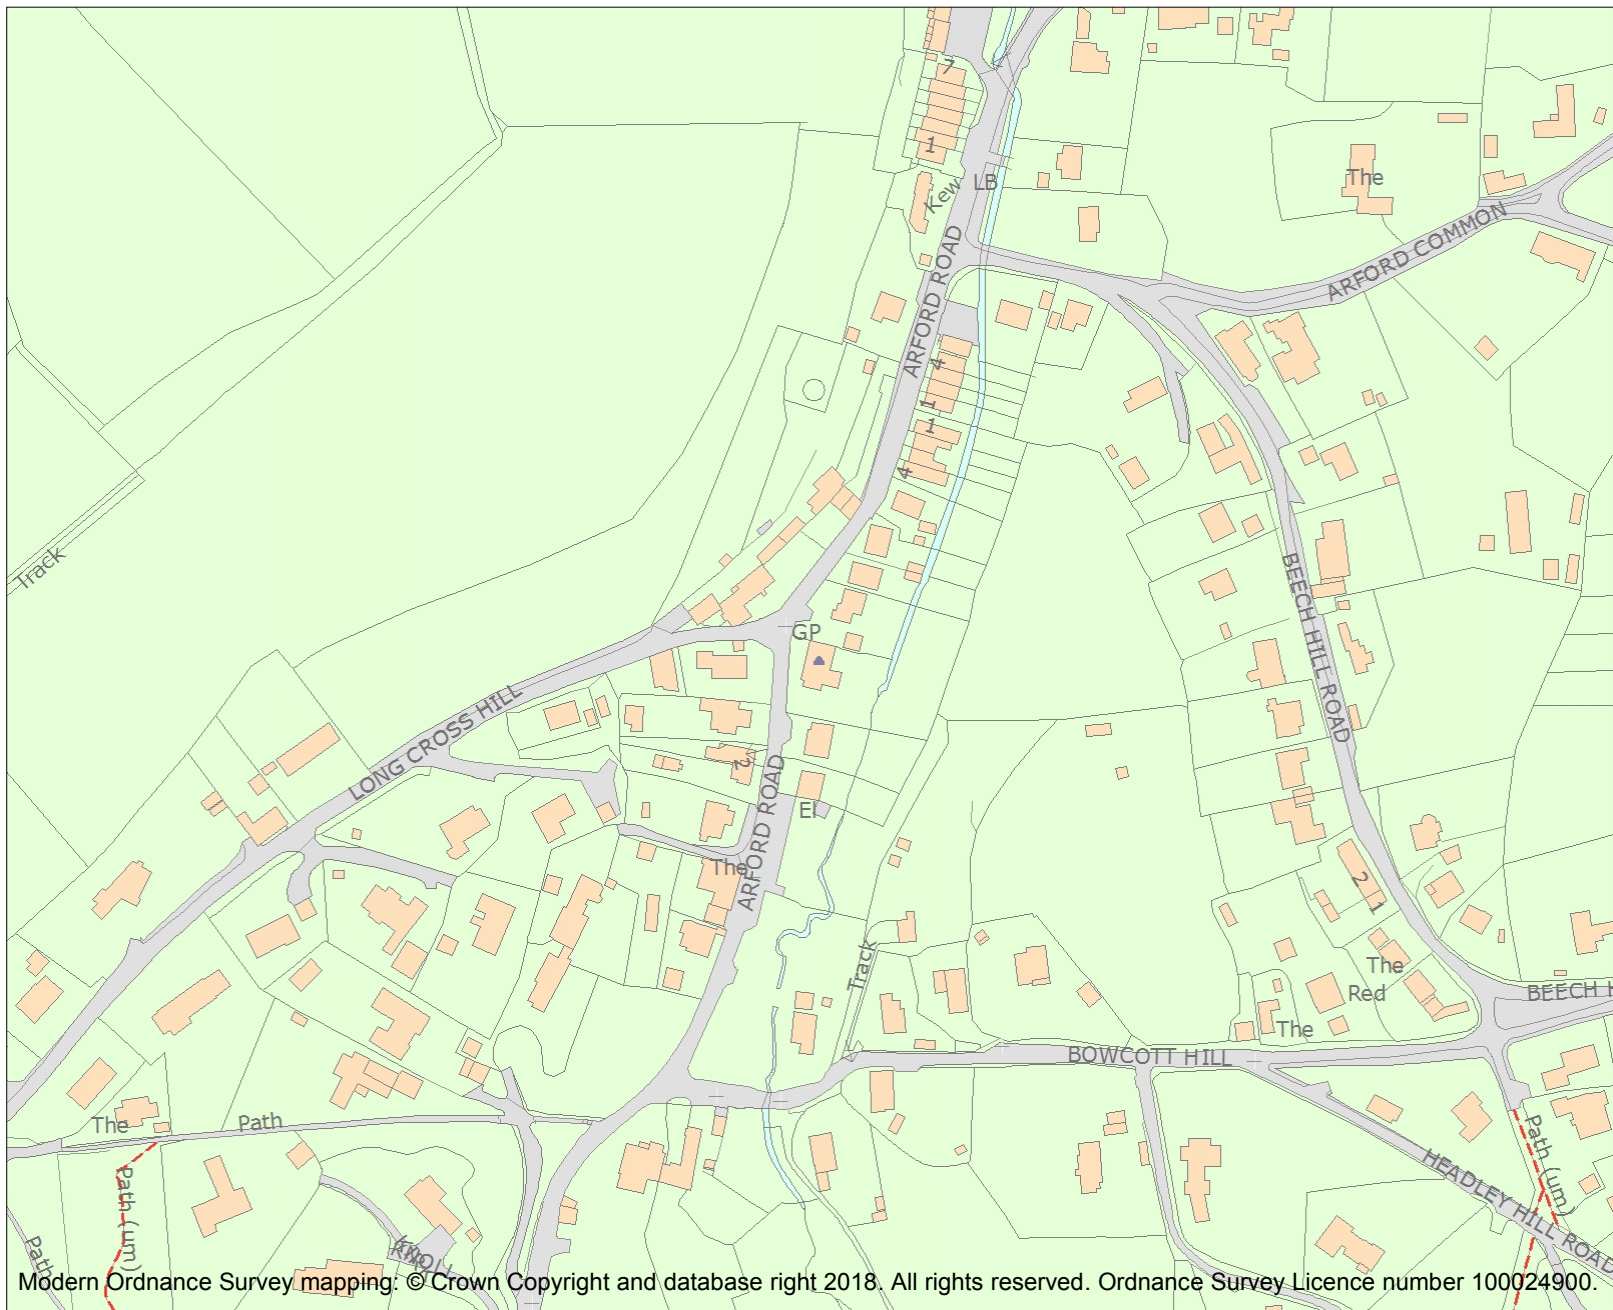 7
1
LB
Kew
The
ARFORD COMMON
ARFORD ROAD
4
1
1
4
Track
BEECH HILL ROAD
GP
LONG CROSS HILL
2
ARFORD ROAD
El
The
2
1
Track
The
Red
BEECH H
The
BOWCOTT HILL
The
Path
Path (um)
Path (um)
HEADLEY HILL ROAD
Path
Modern Ordnance Survey mapping: © Crown Copyright and database right 2018. All rights reserved. Ordnance Survey Licence number 100024900.